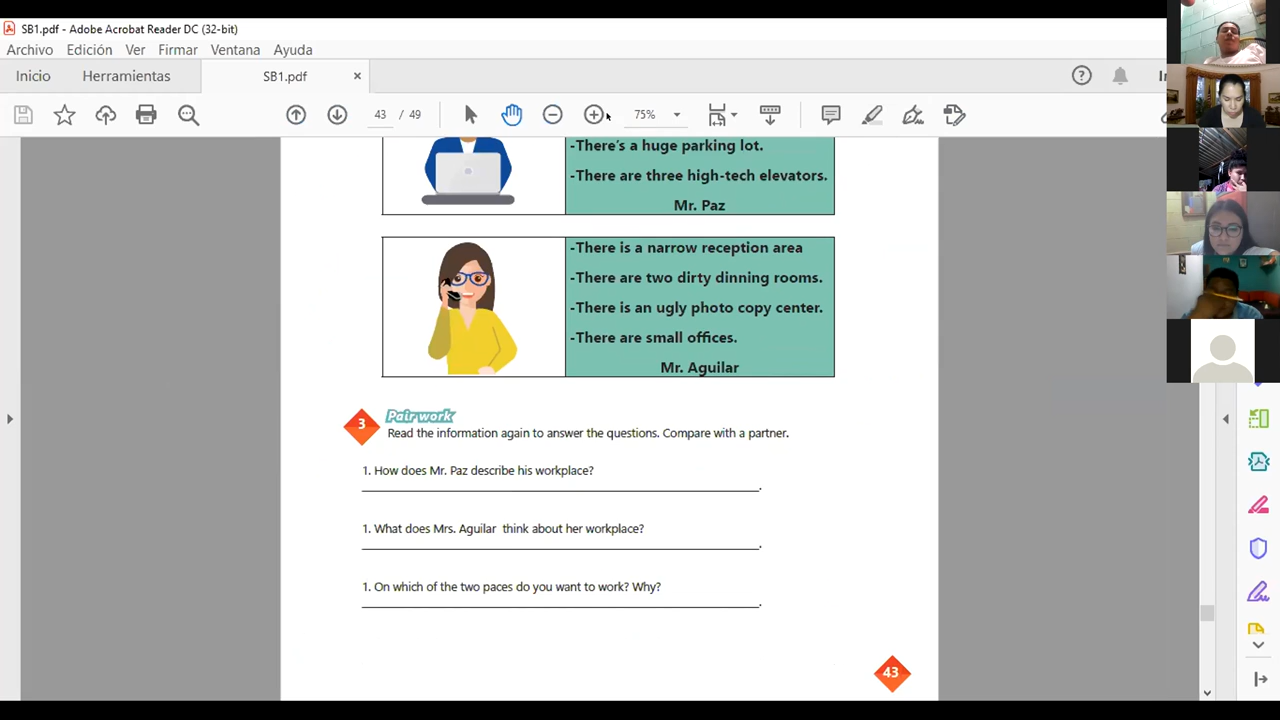 SB1.pdf - Adobe Acrobat Reader DC (32-bit)
Archivo Edición Ver Firmar Ventana Ayuda
Inicio Herramientas SB1.pdf ×
43 / 49 75%
-There's a huge parking lot.
-There are three high-tech elevators.
Mr. Paz
-There is a narrow reception area
-There are two dirty dinning rooms.
-There is an ugly photo copy center.
-There are small offices.
Mr. Aguilar
3 Pair work
Read the information again to answer the questions. Compare with a partner.
1. How does Mr. Paz describe his workplace?
1. What does Mrs. Aguilar think about her workplace?
1. On which of the two paces do you want to work? Why?
43